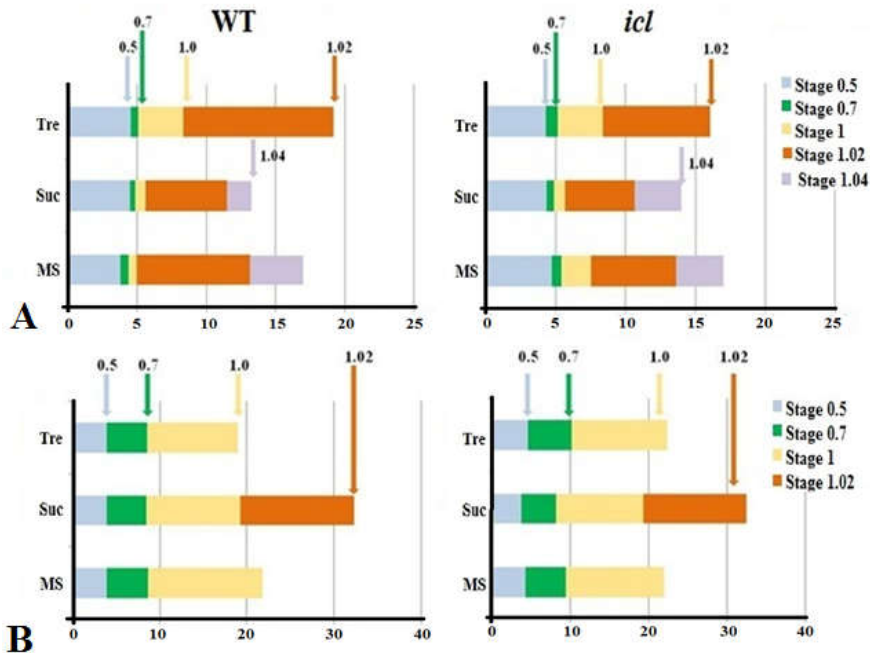 WT
icl
0.7
0.5
1.0
1.02
0.7
0.5
1.0
1.02
Tre
1.04
Suc
MS
0 5 10 15 20 25
Tre
1.04
Suc
MS
0 5 10 15 20 25
Stage 0.5
Stage 0.7
Stage 1
Stage 1.02
Stage 1.04
A
0.5 0.7 1.0 1.02
Tre
Suc
MS
0 10 20 30 40
0.5 0.7 1.0 1.02
Tre
Suc
MS
0 10 20 30 40
Stage 0.5
Stage 0.7
Stage 1
Stage 1.02
B